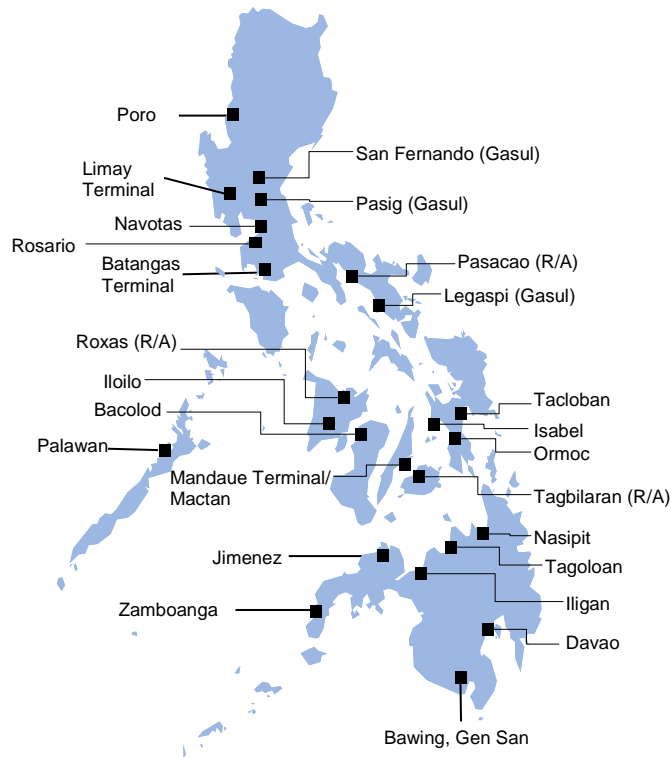 Poro
San Fernando (Gasul)
Limay
Terminal
Pasig (Gasul)
Navotas
Rosario
Batangas
Terminal
Pasacao (R/A)
Legaspi (Gasul)
Roxas (R/A)
Iloilo
Bacolod
Palawan
Tacloban
Isabel
Ormoc
Mandaue Terminal/
Mactan
Tagbilaran (R/A)
Nasipit
Jimenez
Tagoloan
Iligan
Zamboanga
Davao
Bawing, Gen San